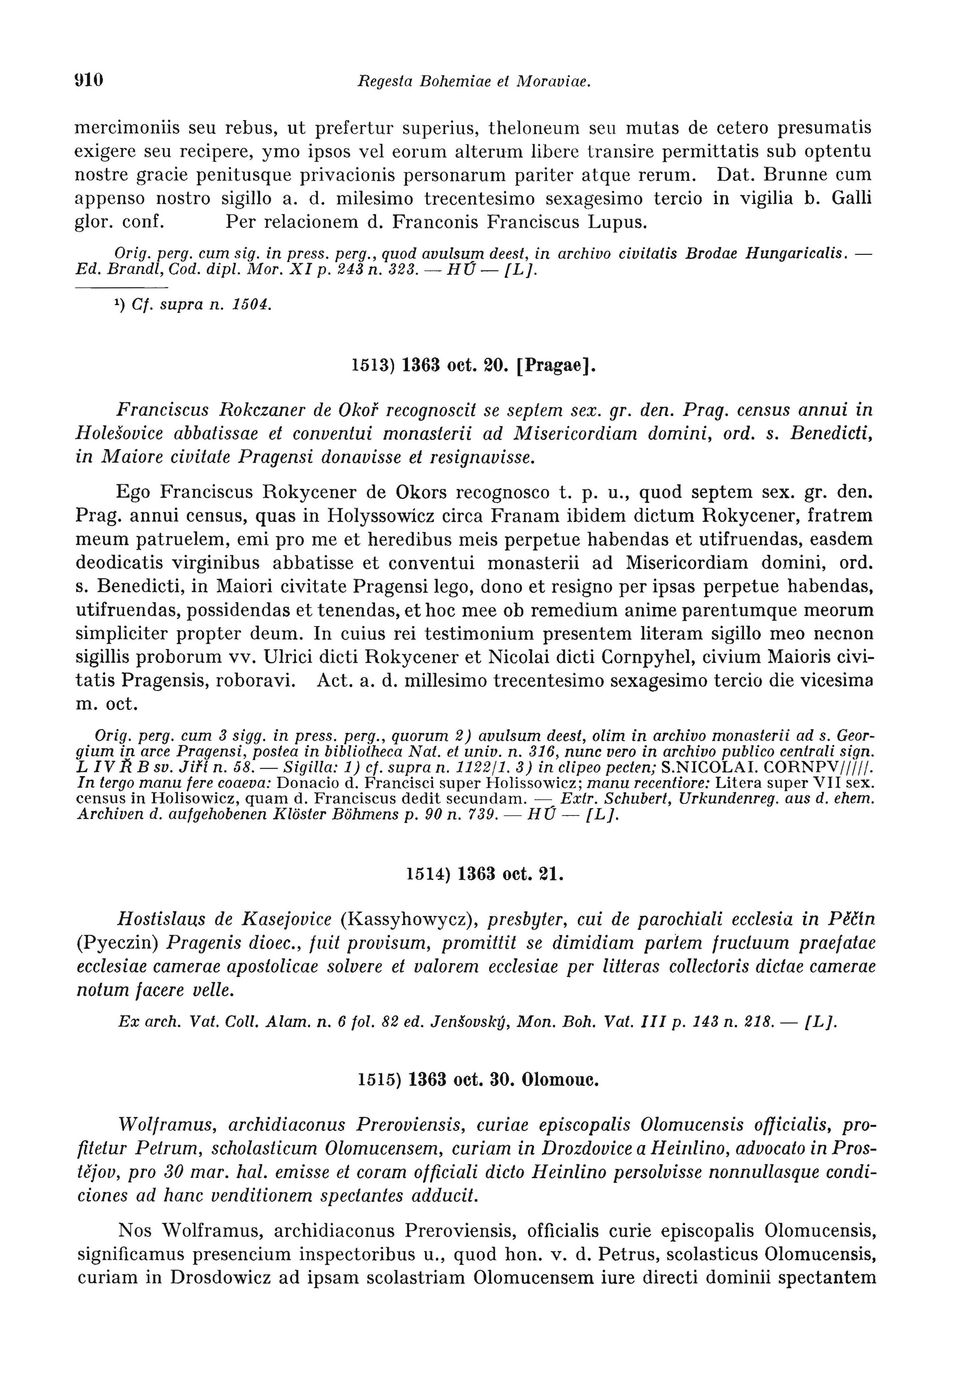 910 Regesta Bohemiae et Moraviae.
mercimoniis seu rebus, ut prefertur superius, theloneum seu mutas de cetero presumatis
exigere seu recipere, ymo ipsos vel eorum alterum libere transire permittatis sub optentu
nostre gracie penitusque privacionis personarum pariter atque rerum. Dat. Brunne cum
appenso nostro sigillo a. d. milesimo trecentesimo sexagesimo tercio in vigilia b. Galli
glor. conf. Per relacionem d. Franconis Franciscus Lupus.
Orig. perg. cum sig. in press. perg., quod avulsum deest, in archivo civitatis Brodae Hungaricalis. —
Ed. Brandl, Cod. dipl. Mor. XI p. 243 n. 323. — HÚ — [L].
¹) Cf. supra n. 1504.
1513) 1363 oct. 20. [Pragae].
Franciscus Rokczaner de Okoř recognoscit se septem sex. gr. den. Prag. census annui in
Holešovice abbatissae et conventui monasterii ad Misericordiam domini, ord. s. Benedicti,
in Maiore civitate Pragensi donavisse et resignavisse.
Ego Franciscus Rokycener de Okors recognosco t. p. u., quod septem sex. gr. den.
Prag. annui census, quas in Holyssowicz circa Franam ibidem dictum Rokycener, fratrem
meum patruelem, emi pro me et heredibus meis perpetue habendas et utifruendas, easdem
deodicatis virginibus abbatisse et conventui monasterii ad Misericordiam domini, ord.
s. Benedicti, in Maiori civitate Pragensi lego, dono et resigno per ipsas perpetue habendas,
utifruendas, possidendas et tenendas, et hoc mee ob remedium anime parentumque meorum
simpliciter propter deum. In cuius rei testimonium presentem literam sigillo meo necnon
sigillis proborum vv. Ulrici dicti Rokycener et Nicolai dicti Cornpyhel, civium Maioris civi-
tatis Pragensis, roboravi. Act. a. d. millesimo trecentesimo sexagesimo tercio die vicesima
m. oct.
Orig. perg. cum 3 sigg. in press. perg., quorum 2) avulsum deest, olim in archivo monasterii ad s. Geor-
gium in arce Pragensi, postea in bibliotheca Nat. et univ. n. 316, nunc vero in archivo publico centrali sign.
L IV Ř B sv. Jiří n. 58. — Sigilla: 1) cf. supra n. 1122/1. 3) in clipeo pecten; S.NICOLAI. CORNPV/////.
In tergo manu fere coaeva: Donacio d. Francisci super Holissowicz; manu recentiore: Litera super VII sex.
census in Holisowicz, quam d. Franciscus dedit secundam. — Extr. Schubert, Urkundenreg. aus d. ehem.
Archiven d. aufgehobenen Klöster Böhmens p. 90 n. 739. — HÚ — [L].
1514) 1363 oct. 21.
Hostislaus de Kasejovice (Kassyhowycz), presbyter, cui de parochiali ecclesia in Pěčín
(Pyeczin) Pragenis dioec., fuit provisum, promittit se dimidiam partem fructuum praefatae
ecclesiae camerae apostolicae solvere et valorem ecclesiae per litteras collectoris dictae camerae
notum facere velle.
Ex arch. Vat. Coll. Alam. n. 6 fol. 82 ed. Jenšovský, Mon. Boh. Vat. III p. 143 n. 218. — [L].
1515) 1363 oct. 30. Olomouc.
Wolframus, archidiaconus Preroviensis, curiae episcopalis Olomucensis officialis, pro-
fitetur Petrum, scholasticum Olomucensem, curiam in Drozdovice a Heinlino, advocato in Pros-
tějov, pro 30 mar. hal. emisse et coram officiali dicto Heinlino persolvisse nonnullasque condi-
ciones ad hanc venditionem spectantes adducit.
Nos Wolframus, archidiaconus Preroviensis, officialis curie episcopalis Olomucensis,
significamus presencium inspectoribus u., quod hon. v. d. Petrus, scolasticus Olomucensis,
curiam in Drosdowicz ad ipsam scolastriam Olomucensem iure directi dominii spectantem